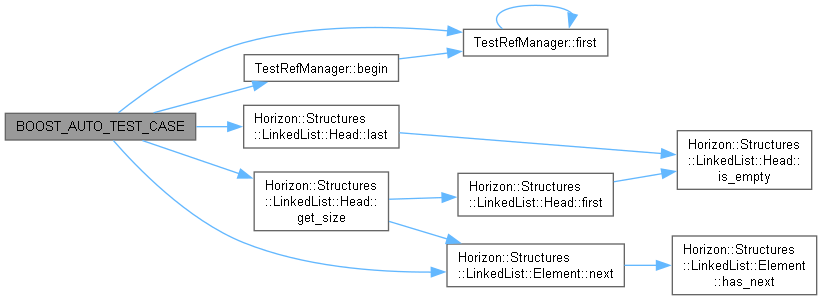 BOOST_AUTO_TEST_CASE
TestRefManager::first
TestRefManager::begin
Horizon::Structures
::LinkedList::Head::last
Horizon::Structures
::LinkedList::Head::
is_empty
Horizon::Structures
::LinkedList::Head::
get_size
Horizon::Structures
::LinkedList::Head::first
Horizon::Structures
::LinkedList::Element::next
Horizon::Structures
::LinkedList::Element
::has_next